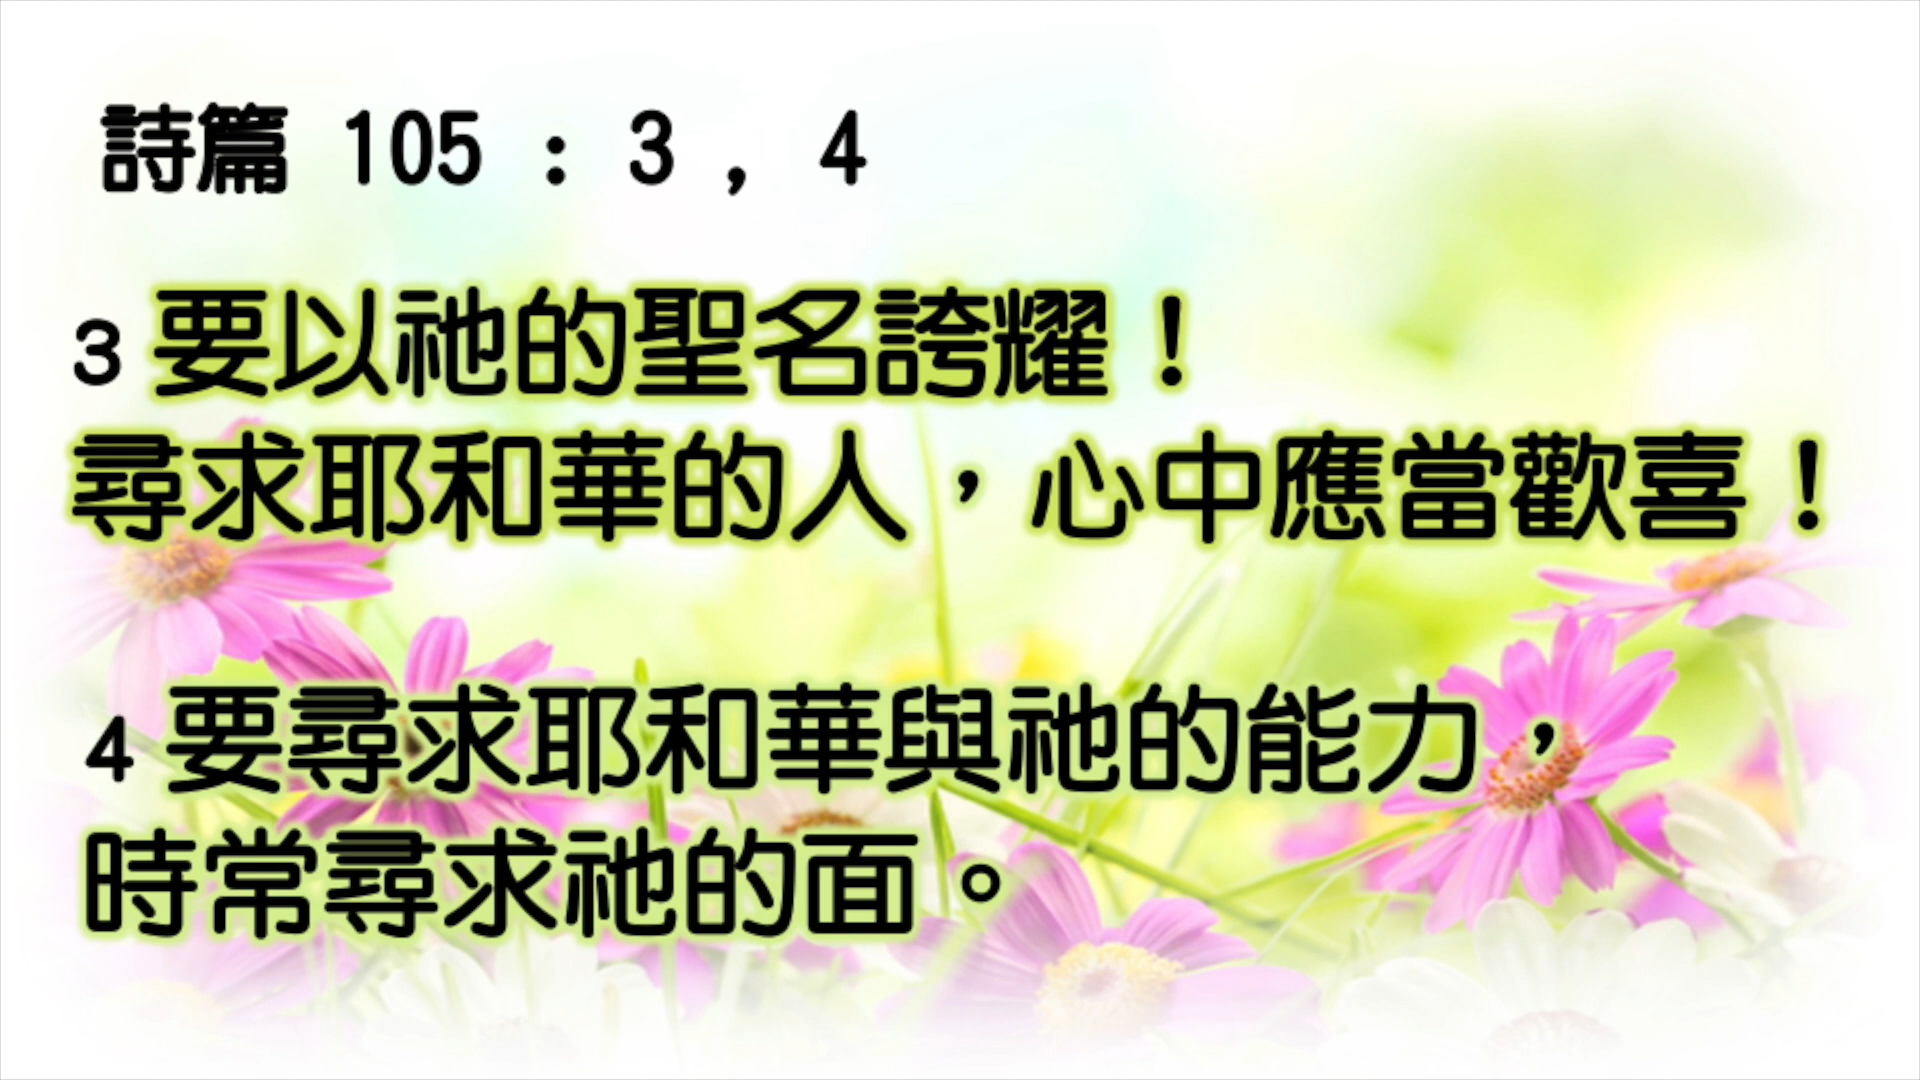 詩篇 105 : 3 , 4
3 要以祂的聖名誇耀！
尋求耶和華的人，心中應當歡喜！
4 要尋求耶和華與祂的能力，
時常尋求祂的面。